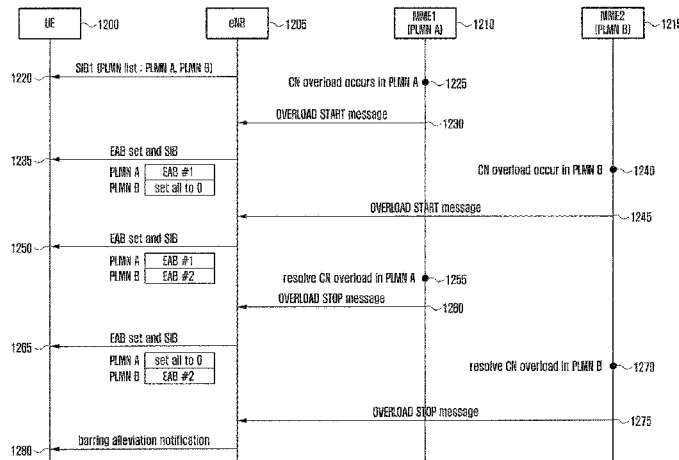 UE
1200
eNB
1205
MME1
(PLMN A)
1210
MME2
(PLMN B)
1215
SIB1 (PLMN list : PLMN A, PLMN B)
1220
CN overload occurs in PLMN A
1225
OVERLOAD START message
1230
EAB set and SIB
1235
PLMN A EAB #1
PLMN B set all to 0
CN overload occur in PLMN B
1240
OVERLOAD START message
1245
EAB set and SIB
1250
PLMN A EAB #1
PLMN B EAB #2
resolve CN overload in PLMN A
1255
OVERLOAD STOP message
1260
EAB set and SIB
1265
PLMN A set all to 0
PLMN B EAB #2
resolve CN overload in PLMN B
1270
OVERLOAD STOP message
1275
barring alleviation notification
1280